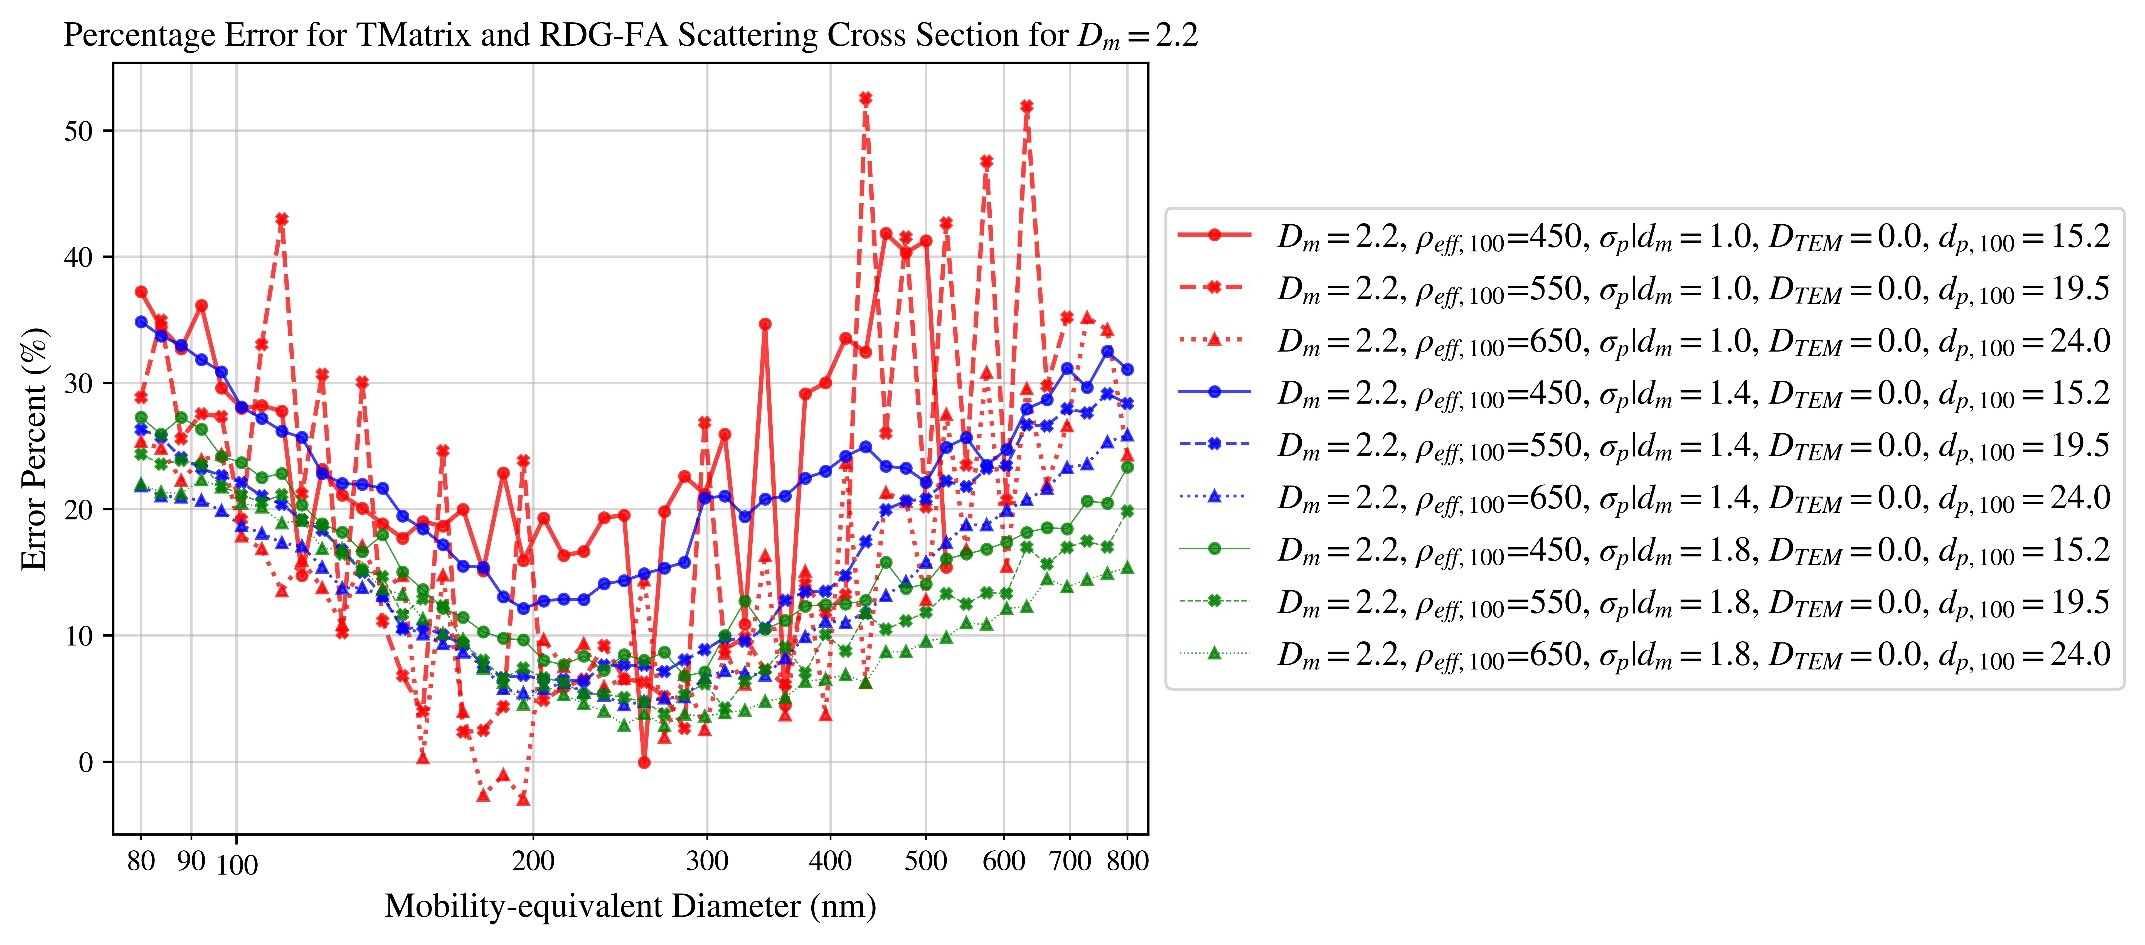 Percentage Error for TMatrix and RDG-FA Scattering Cross Section for Dₘ = 2.2
Error Percent (%)
50
40
30
20
10
0
80 90 100 200 300 400 500 600 700 800
Mobility-equivalent Diameter (nm)
D_m = 2.2, ρ_eff, 100=450, σ_p|d_m = 1.0, D_TEM = 0.0, d_p, 100 = 15.2
D_m = 2.2, ρ_eff, 100=550, σ_p|d_m = 1.0, D_TEM = 0.0, d_p, 100 = 19.5
D_m = 2.2, ρ_eff, 100=650, σ_p|d_m = 1.0, D_TEM = 0.0, d_p, 100 = 24.0
D_m = 2.2, ρ_eff, 100=450, σ_p|d_m = 1.4, D_TEM = 0.0, d_p, 100 = 15.2
D_m = 2.2, ρ_eff, 100=550, σ_p|d_m = 1.4, D_TEM = 0.0, d_p, 100 = 19.5
D_m = 2.2, ρ_eff, 100=650, σ_p|d_m = 1.4, D_TEM = 0.0, d_p, 100 = 24.0
D_m = 2.2, ρ_eff, 100=450, σ_p|d_m = 1.8, D_TEM = 0.0, d_p, 100 = 15.2
D_m = 2.2, ρ_eff, 100=550, σ_p|d_m = 1.8, D_TEM = 0.0, d_p, 100 = 19.5
D_m = 2.2, ρ_eff, 100=650, σ_p|d_m = 1.8, D_TEM = 0.0, d_p, 100 = 24.0